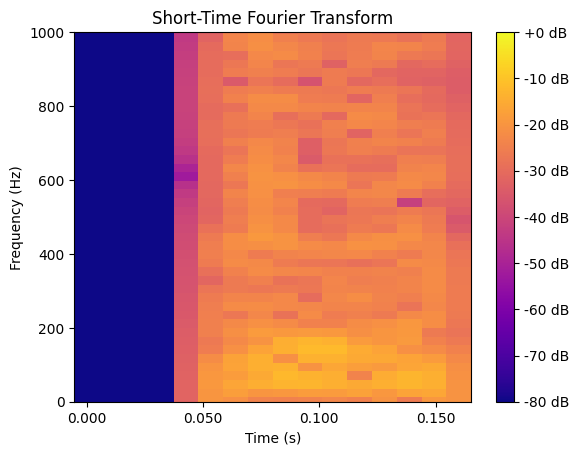 Short-Time Fourier Transform
1000
800
600
400
200
0
Frequency (Hz)
0.000
0.050
0.100
0.150
Time (s)
+0 dB
-10 dB
-20 dB
-30 dB
-40 dB
-50 dB
-60 dB
-70 dB
-80 dB